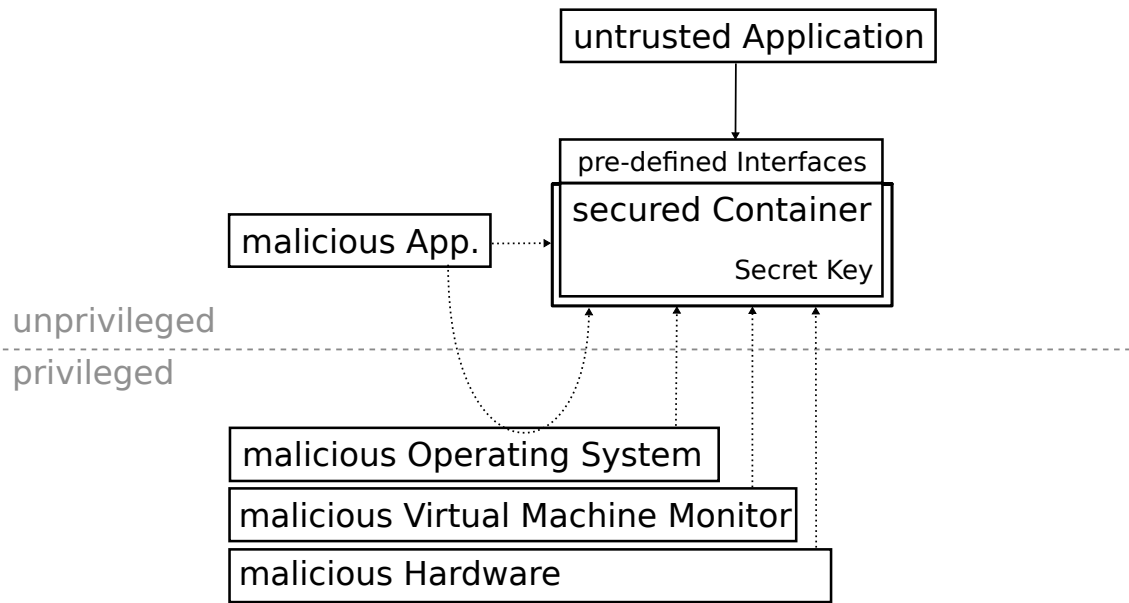 untrusted Application
pre-defined Interfaces
secured Container
malicious App.
Secret Key
unprivileged
privileged
malicious Operating System
malicious Virtual Machine Monitor
malicious Hardware